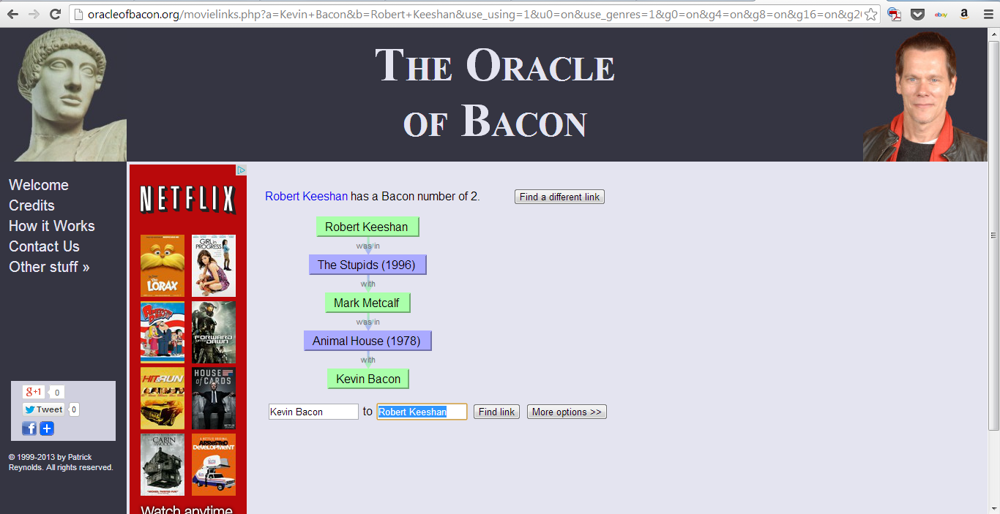 oracleofbacon.org/movielinks.php?a=Kevin+Bacon&b=Robert+Keeshan&use_using=1&u0=on&use_genres=1&g0=on&g4=on&g8=on&g16=on&g2
ebay
a
THE ORACLE
OF BACON
Welcome
Credits
How it Works
Contact Us
Other stuff »
g+1 0
Tweet 0
f +
© 1999-2013 by Patrick
Reynolds. All rights reserved.
NETFLIX
THE LORAX
GIRL IN PROGRESS
AMERICAN DAD!
FORWARD UNTO DAWN
HIT&RUN
HOUSE of CARDS
THE CABIN IN THE WOODS
ARRESTED DEVELOPMENT
Watch anytime
Robert Keeshan has a Bacon number of 2.
Find a different link
Robert Keeshan
was in
The Stupids (1996)
with
Mark Metcalf
was in
Animal House (1978)
with
Kevin Bacon
Kevin Bacon to Robert Keeshan Find link More options >>